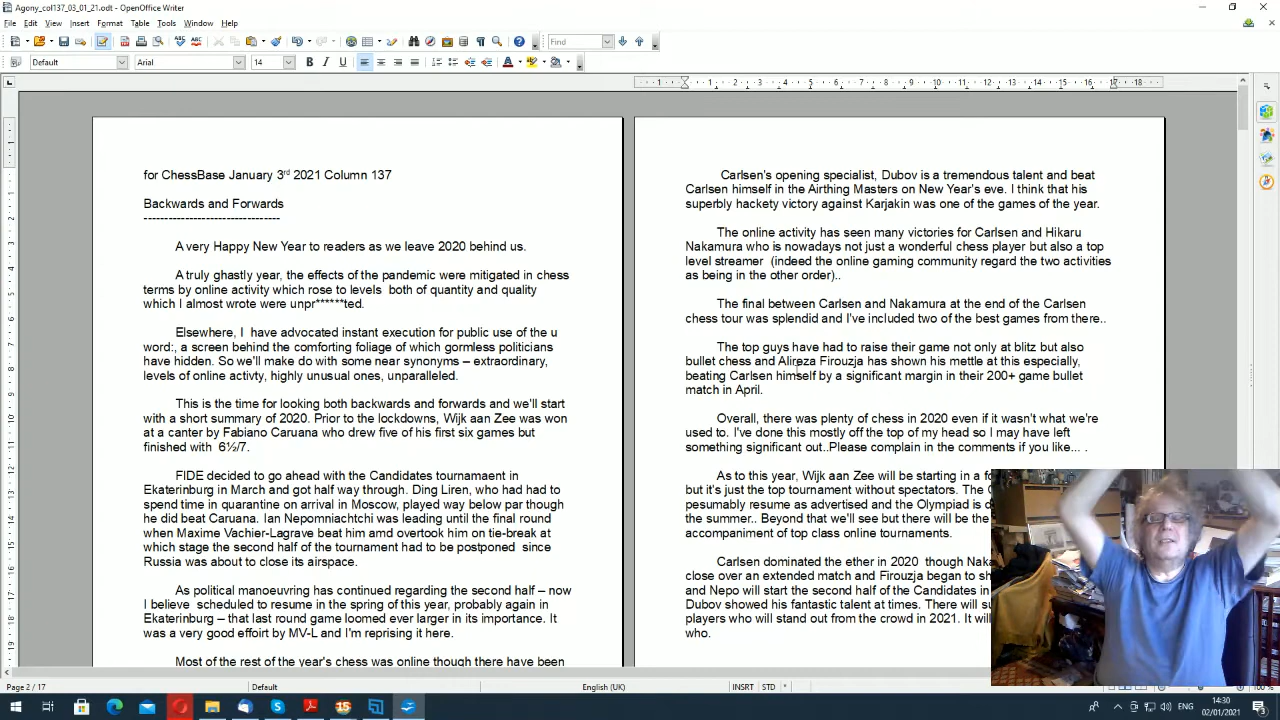 Agony_col137_03_01_21.odt - OpenOffice Writer
File Edit View Insert Format Table Tools Window Help
Find
Default Arial 14
for ChessBase January 3rd 2021 Column 137
Backwards and Forwards
---------------------------------
A very Happy New Year to readers as we leave 2020 behind us.
A truly ghastly year, the effects of the pandemic were mitigated in chess
terms by online activity which rose to levels both of quantity and quality
which I almost wrote were unpr******ted.
Elsewhere, I have advocated instant execution for public use of the u
word:, a screen behind the comforting foliage of which gormless politicians
have hidden. So we'll make do with some near synonyms – extraordinary,
levels of online activty, highly unusual ones, unparalleled.
This is the time for looking both backwards and forwards and we'll start
with a short summary of 2020. Prior to the lockdowns, Wijk aan Zee was won
at a canter by Fabiano Caruana who drew five of his first six games but
finished with 6½/7.
FIDE decided to go ahead with the Candidates tournamaent in
Ekaterinburg in March and got half way through. Ding Liren, who had had to
spend time in quarantine on arrival in Moscow, played way below par though
he did beat Caruana. Ian Nepomniachtchi was leading until the final round
when Maxime Vachier-Lagrave beat him amd overtook him on tie-break at
which stage the second half of the tournament had to be postponed since
Russia was about to close its airspace.
As political manoeuvring has continued regarding the second half – now
I believe scheduled to resume in the spring of this year, probably again in
Ekaterinburg – that last round game loomed ever larger in its importance. It
was a very good effoirt by MV-L and I'm reprising it here.
Most of the rest of the year's chess was online though there have been
Carlsen's opening specialist, Dubov is a tremendous talent and beat
Carlsen himself in the Airthing Masters on New Year's eve. I think that his
superbly hackety victory against Karjakin was one of the games of the year.
The online activity has seen many victories for Carlsen and Hikaru
Nakamura who is nowadays not just a wonderful chess player but also a top
level streamer (indeed the online gaming community regard the two activities
as being in the other order)..
The final between Carlsen and Nakamura at the end of the Carlsen
chess tour was splendid and I've included two of the best games from there..
The top guys have had to raise their game not only at blitz but also
bullet chess and Alireza Firouzja has shown his mettle at this especially,
beating Carlsen himself by a significant margin in their 200+ game bullet
match in April.
Overall, there was plenty of chess in 2020 even if it wasn't what we're
used to. I've done this mostly off the top of my head so I may have left
something significant out..Please complain in the comments if you like... .
As to this year, Wijk aan Zee will be starting in a
but it's just the top tournament without spectators. The
pesumably resume as advertised and the Olympiad is
the summer.. Beyond that we'll see but there will be the
accompaniment of top class online tournaments.
Carlsen dominated the ether in 2020 though
close over an extended match and Firouzja began to
and Nepo will start the second half of the Candidates in
Dubov showed his fantastic talent at times. There will
players who will stand out from the crowd in 2021. It will
who.
Page 2 / 17 Default English (UK) INSRT STD * 100 %
ENG 14:30
02/01/2021